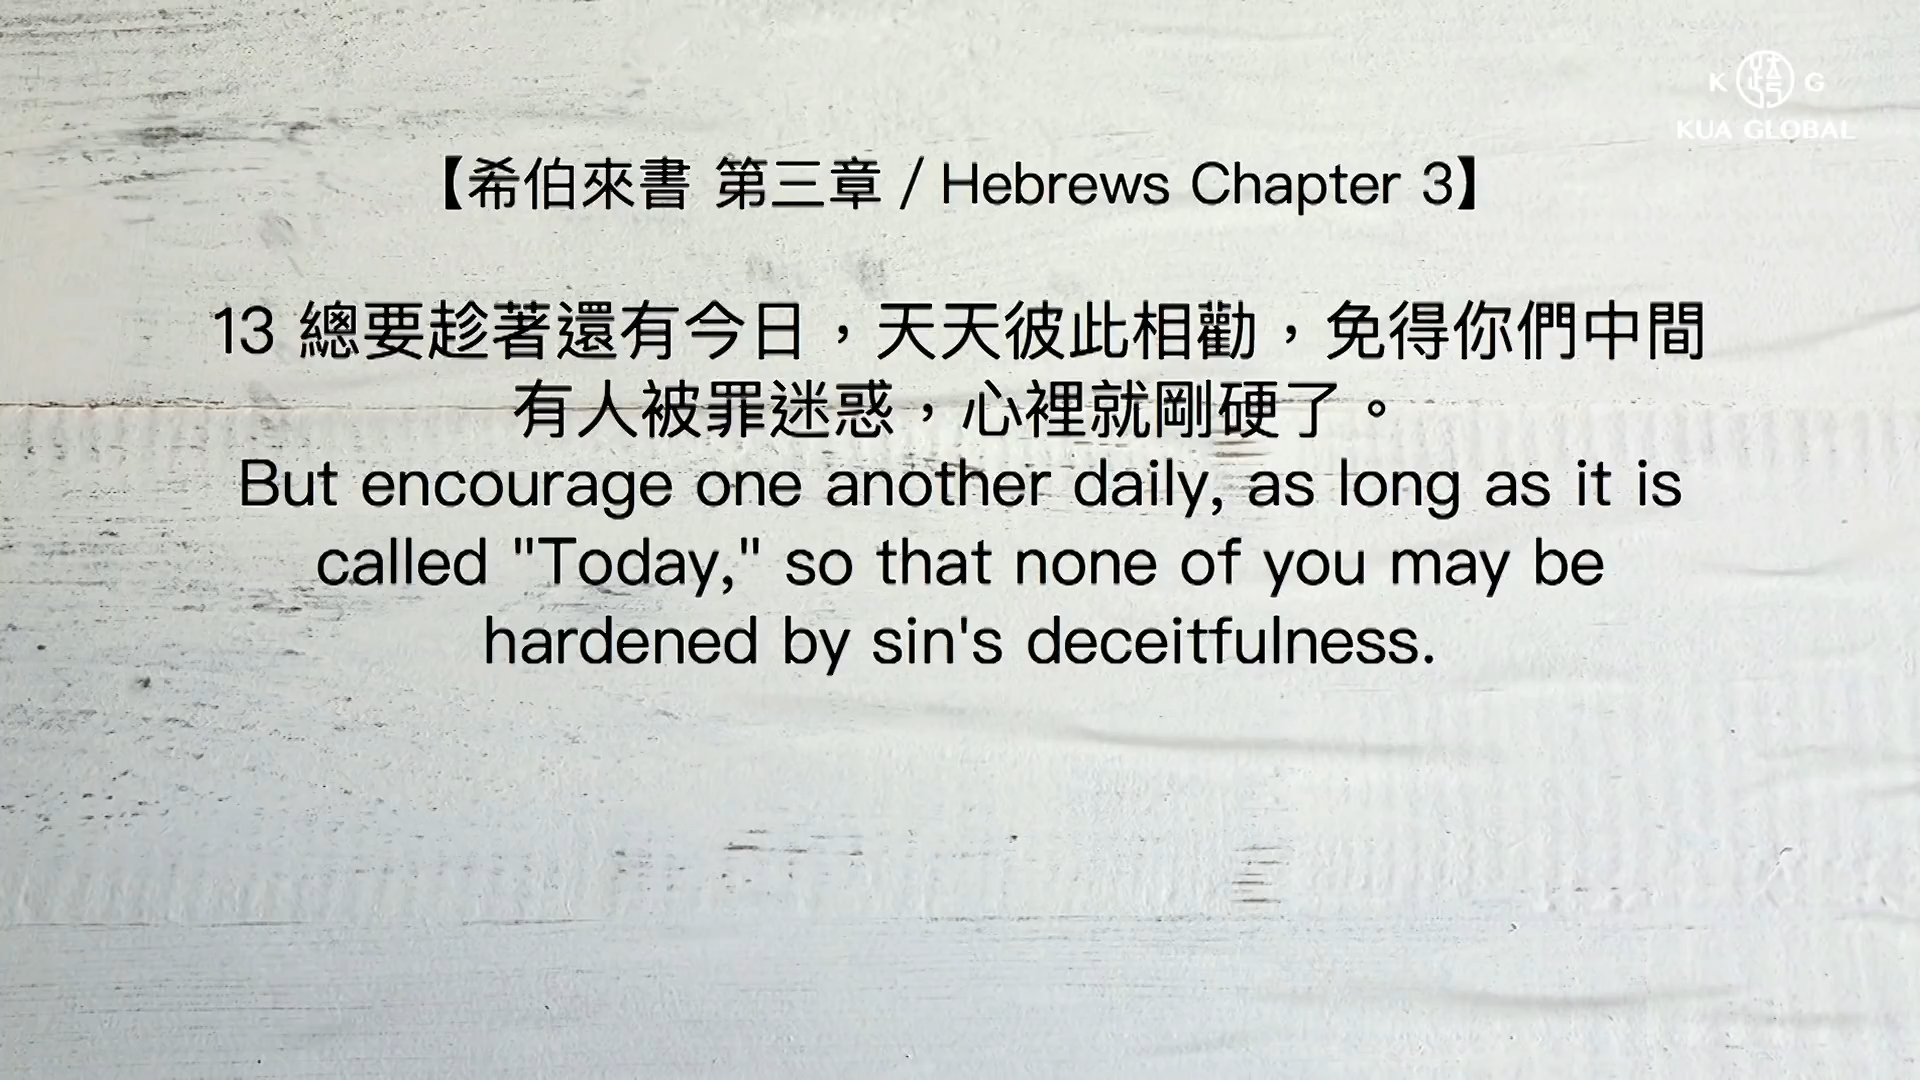 K G
KUA GLOBAL
【希伯來書 第三章 / Hebrews Chapter 3】
13 總要趁著還有今日，天天彼此相勸，免得你們中間
有人被罪迷惑，心裡就剛硬了。
But encourage one another daily, as long as it is
called "Today," so that none of you may be
hardened by sin's deceitfulness.